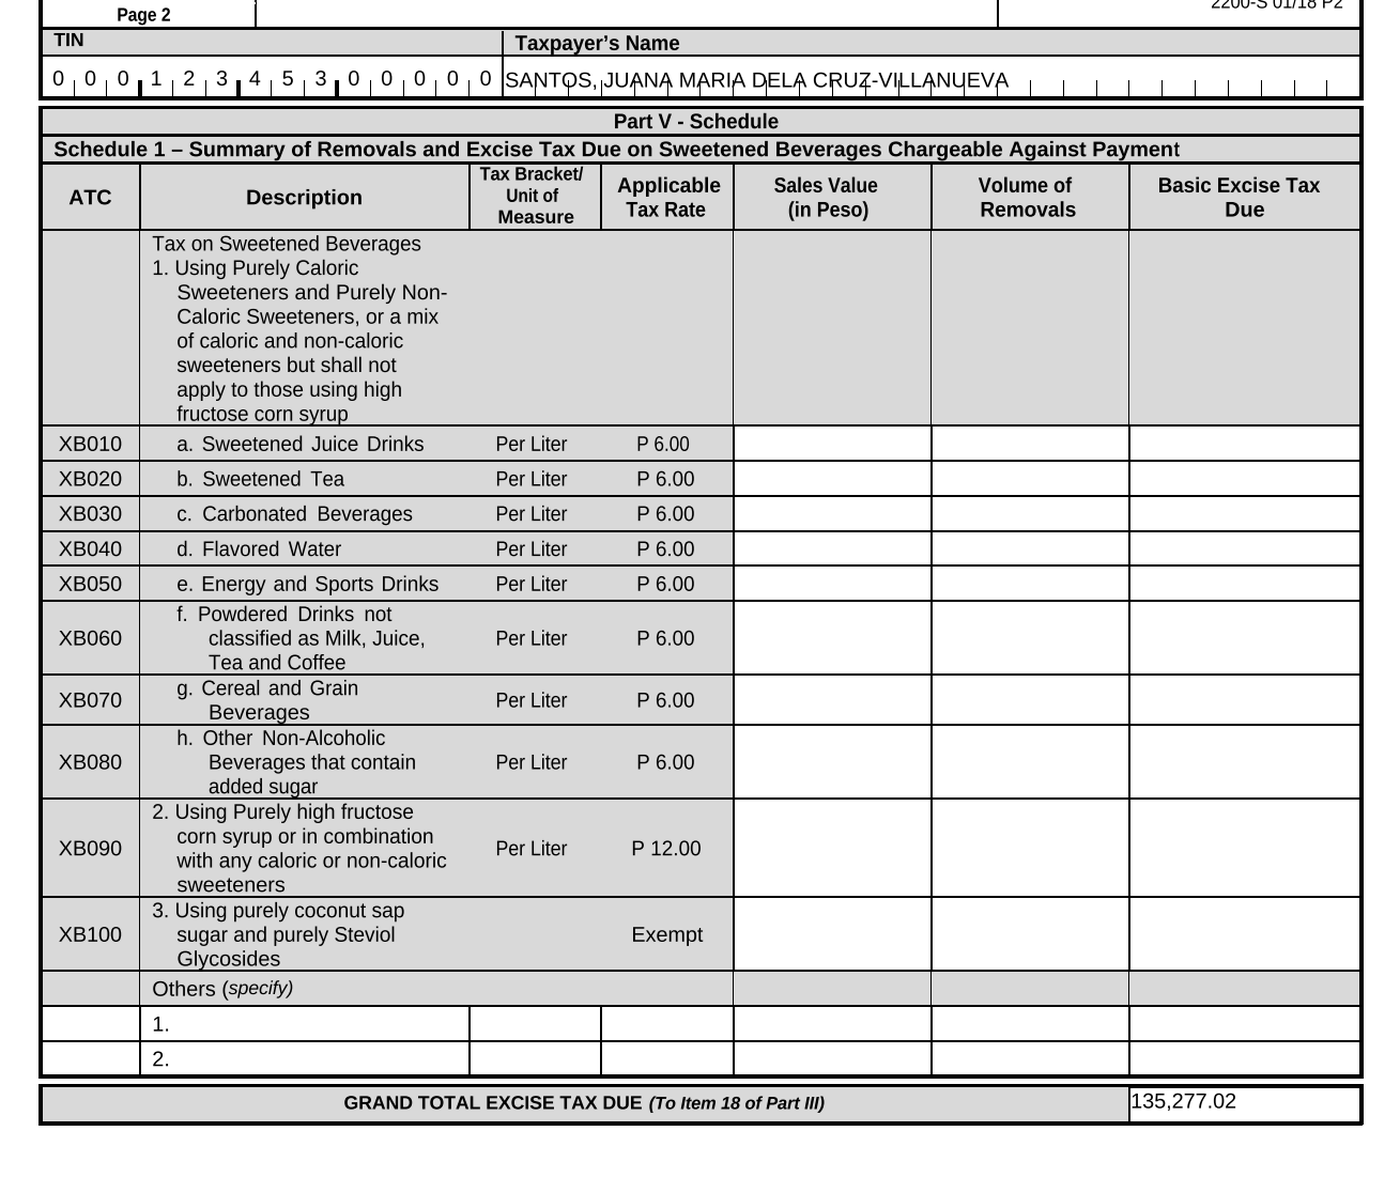 2200-S 01/18 P2
Page 2
TIN
Taxpayer’s Name
0 0 0 1 2 3 4 5 3 0 0 0 0 0
SANTOS, JUANA MARIA DELA CRUZ-VILLANUEVA
Part V - Schedule
Schedule 1 – Summary of Removals and Excise Tax Due on Sweetened Beverages Chargeable Against Payment
ATC
Description
Tax Bracket/
Unit of
Measure
Applicable
Tax Rate
Sales Value
(in Peso)
Volume of
Removals
Basic Excise Tax
Due
Tax on Sweetened Beverages
1. Using Purely Caloric
Sweeteners and Purely Non-
Caloric Sweeteners, or a mix
of caloric and non-caloric
sweeteners but shall not
apply to those using high
fructose corn syrup
XB010 a. Sweetened Juice Drinks Per Liter P 6.00
XB020 b. Sweetened Tea Per Liter P 6.00
XB030 c. Carbonated Beverages Per Liter P 6.00
XB040 d. Flavored Water Per Liter P 6.00
XB050 e. Energy and Sports Drinks Per Liter P 6.00
f. Powdered Drinks not
XB060 classified as Milk, Juice, Per Liter P 6.00
Tea and Coffee
g. Cereal and Grain
XB070 Per Liter P 6.00
Beverages
h. Other Non-Alcoholic
XB080 Beverages that contain Per Liter P 6.00
added sugar
2. Using Purely high fructose
corn syrup or in combination
XB090 Per Liter P 12.00
with any caloric or non-caloric
sweeteners
3. Using purely coconut sap
XB100 sugar and purely Steviol Exempt
Glycosides
Others (specify)
1.
2.
GRAND TOTAL EXCISE TAX DUE (To Item 18 of Part III) 135,277.02